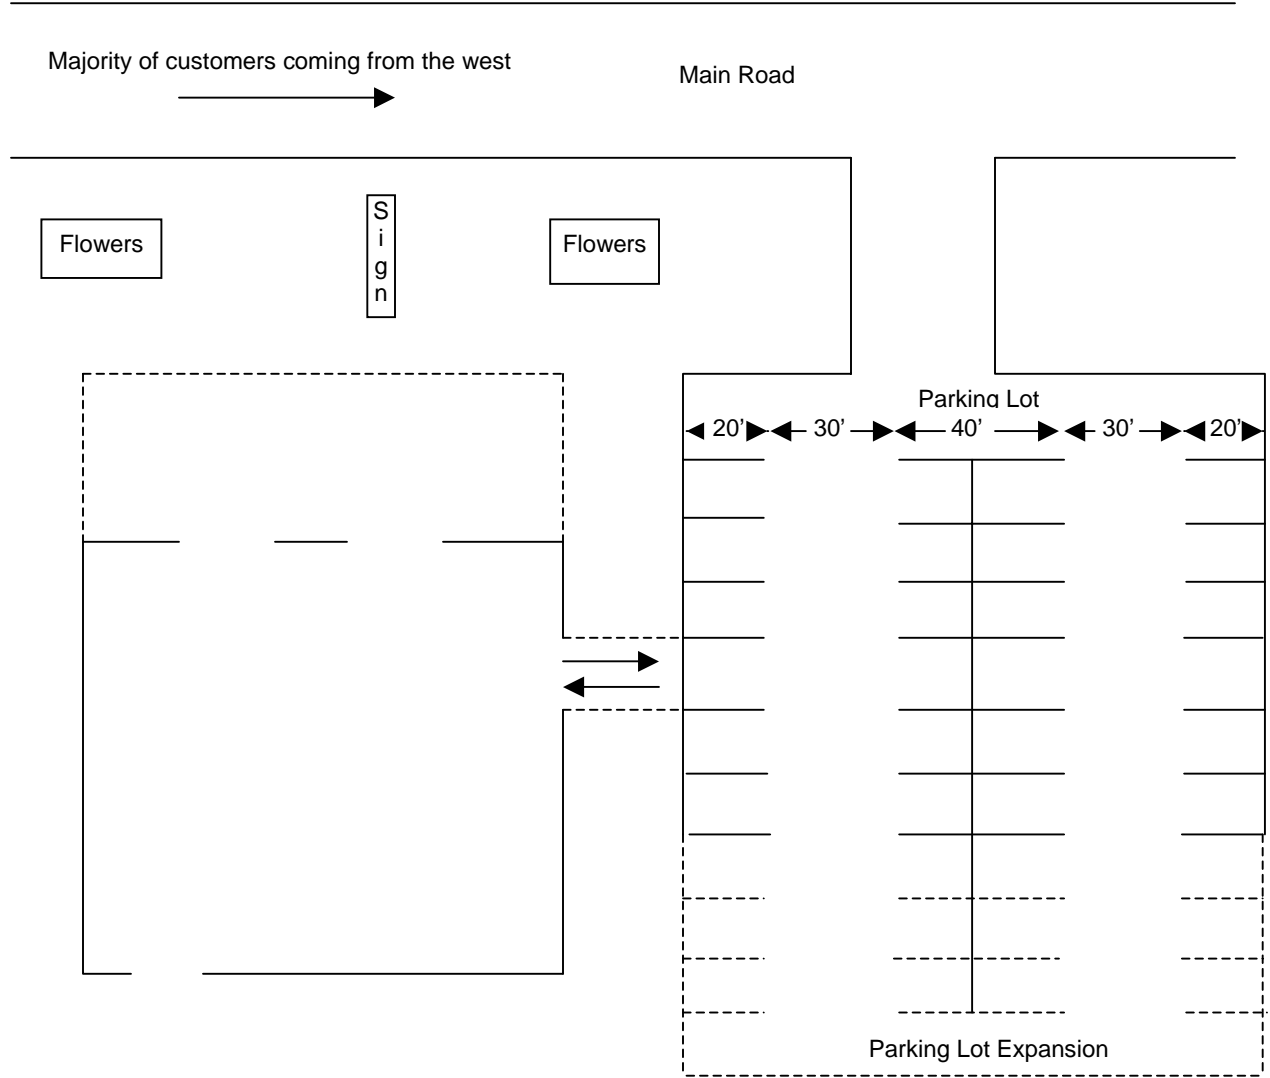 Majority of customers coming from the west
Main Road
Flowers
Sign
Flowers
Parking Lot
20’ 30’ 40’ 30’ 20’
Parking Lot Expansion